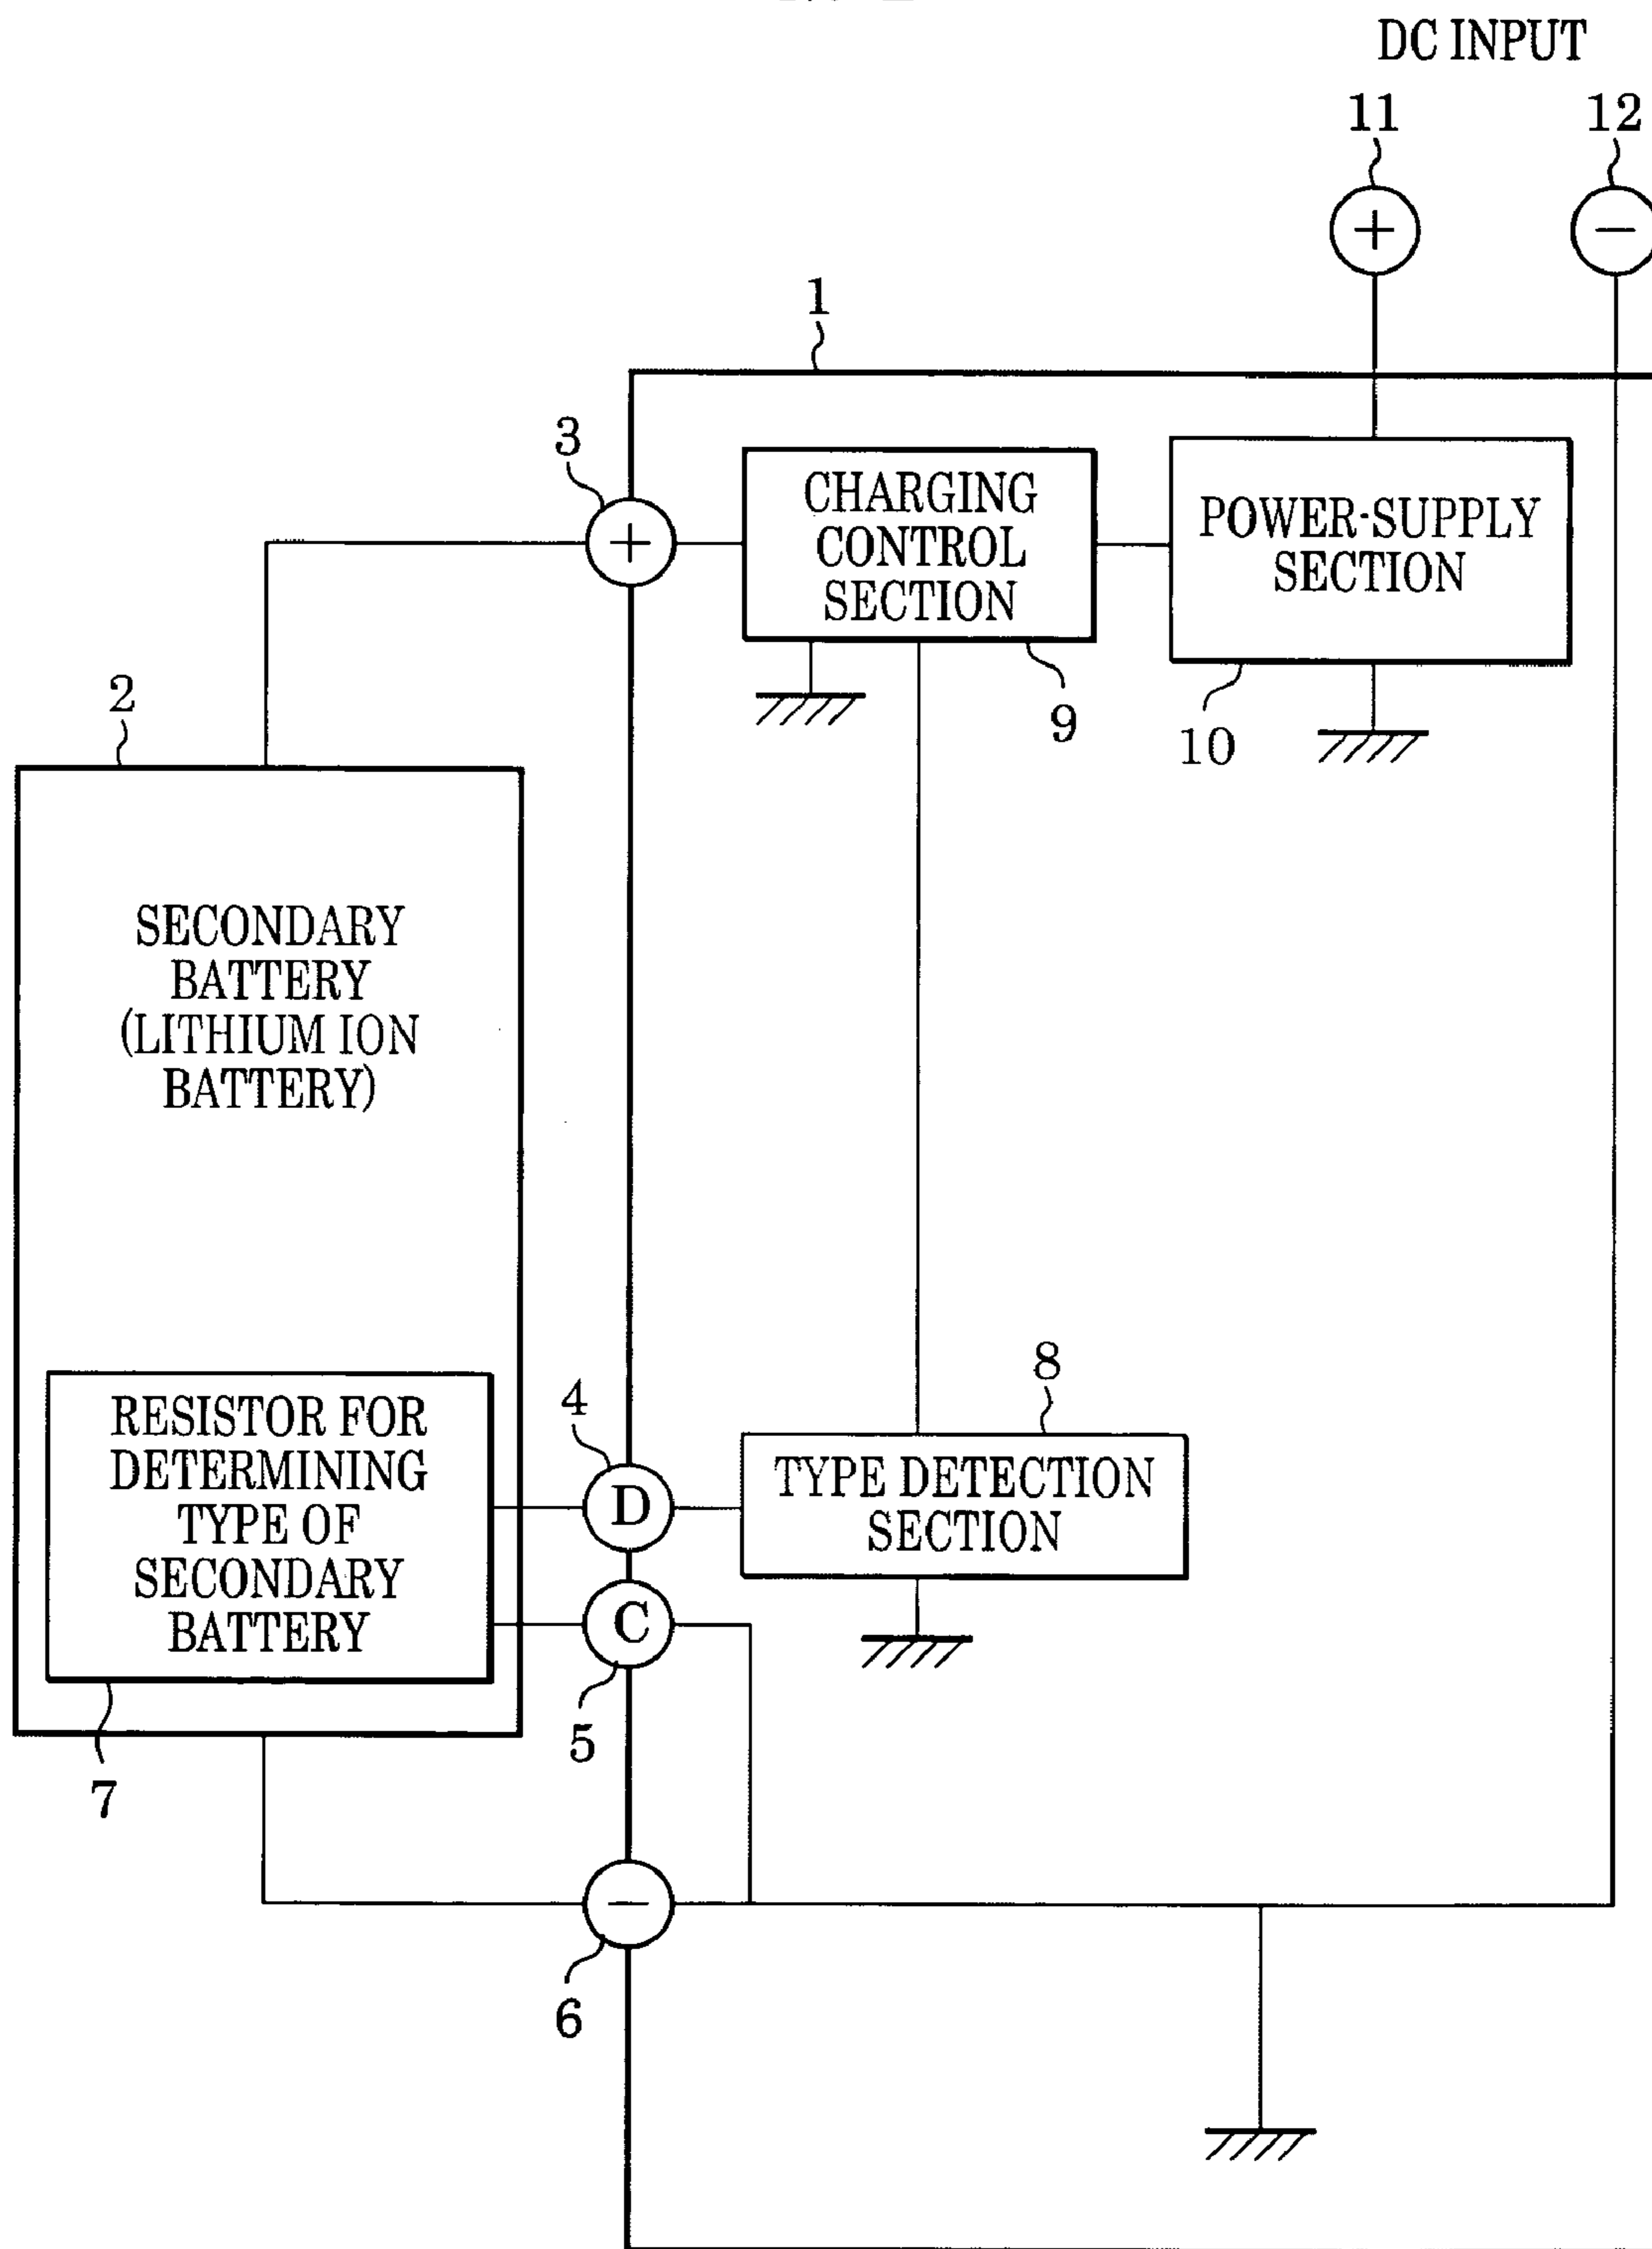 DC INPUT
11
12
1
3
+
−
+
CHARGING
CONTROL
SECTION
POWER-SUPPLY
SECTION
9
10
2
SECONDARY
BATTERY
(LITHIUM ION
BATTERY)
RESISTOR FOR
DETERMINING
TYPE OF
SECONDARY
BATTERY
4
D
8
TYPE DETECTION
SECTION
C
5
7
−
6